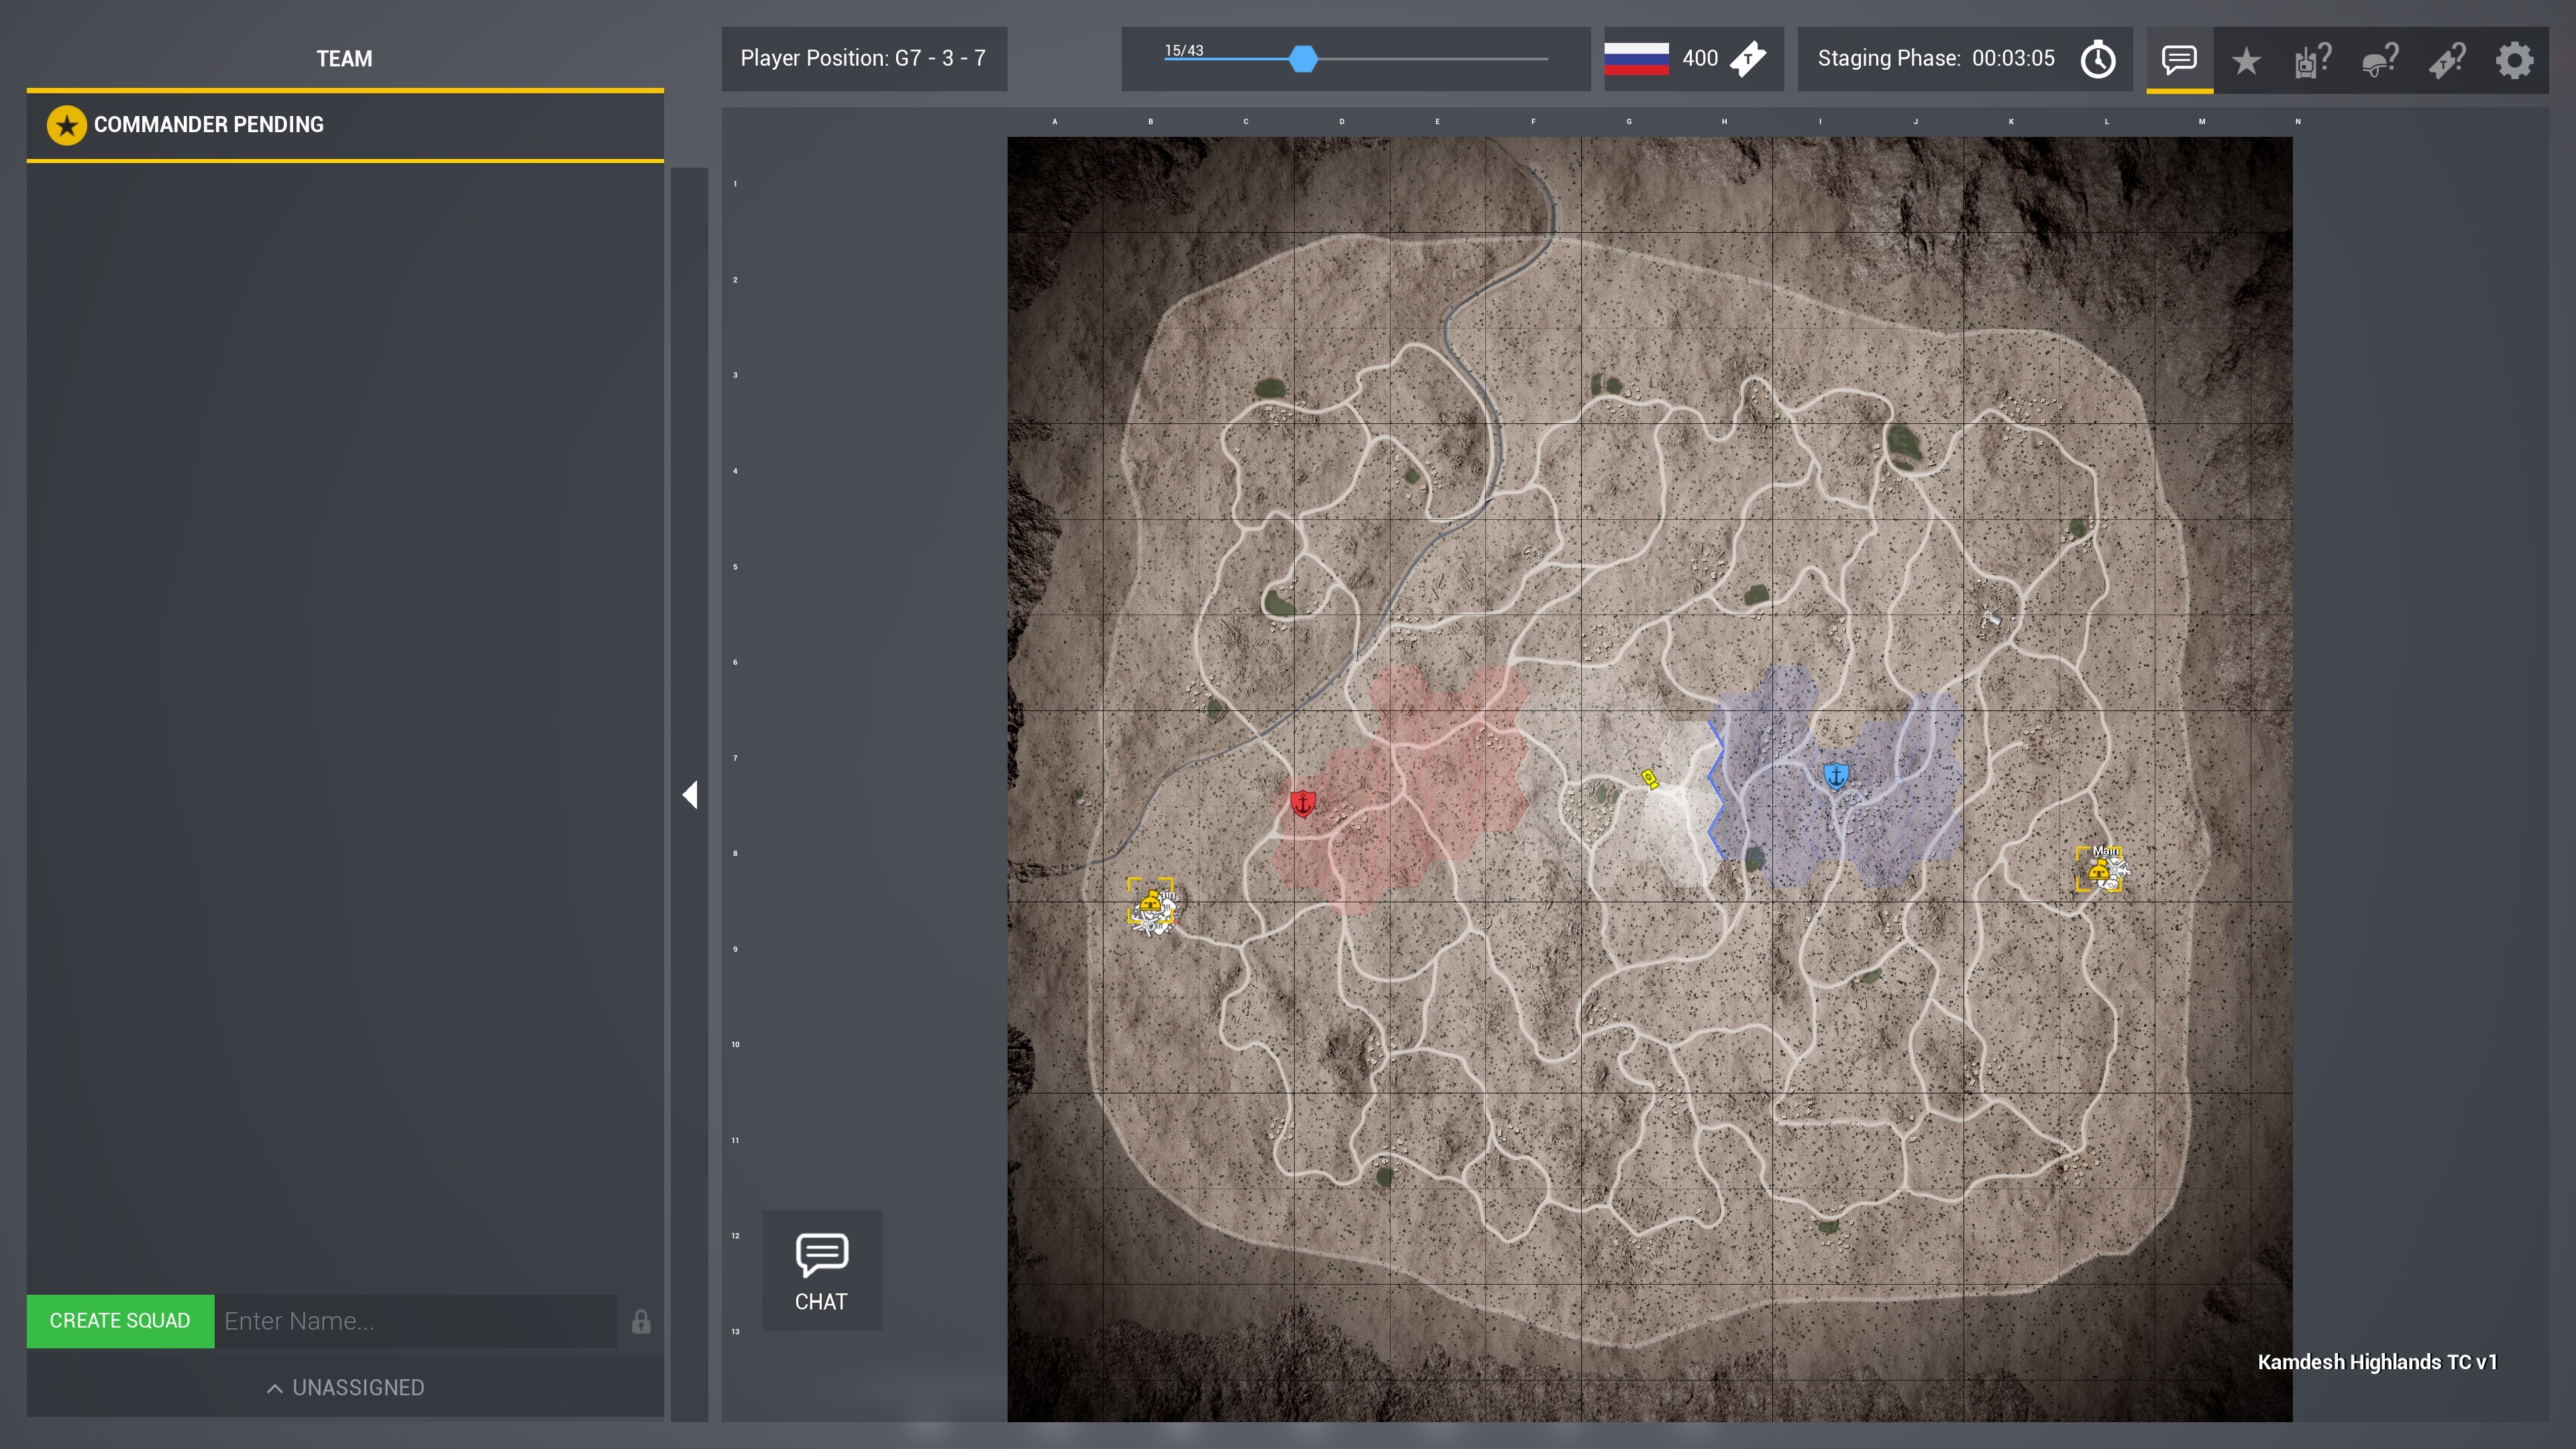 TEAM
COMMANDER PENDING
Player Position: G7 - 3 - 7
15/43
400
T
Staging Phase: 00:03:05
? ? T?
A B C D E F G H I J K L M N
1
2
3
4
5
6
7
8
9
10
11
12
13
Main
CHAT
CREATE SQUAD
Enter Name...
UNASSIGNED
Kamdesh Highlands TC v1